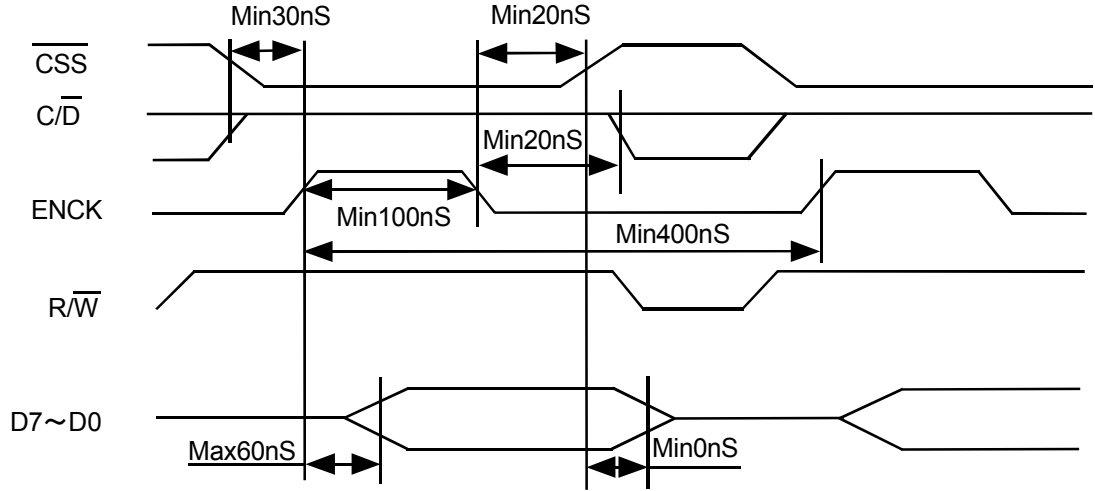 Min30nS
Min20nS
CSS
C/D
Min20nS
ENCK
Min100nS
Min400nS
R/W
D7～D0
Max60nS
Min0nS